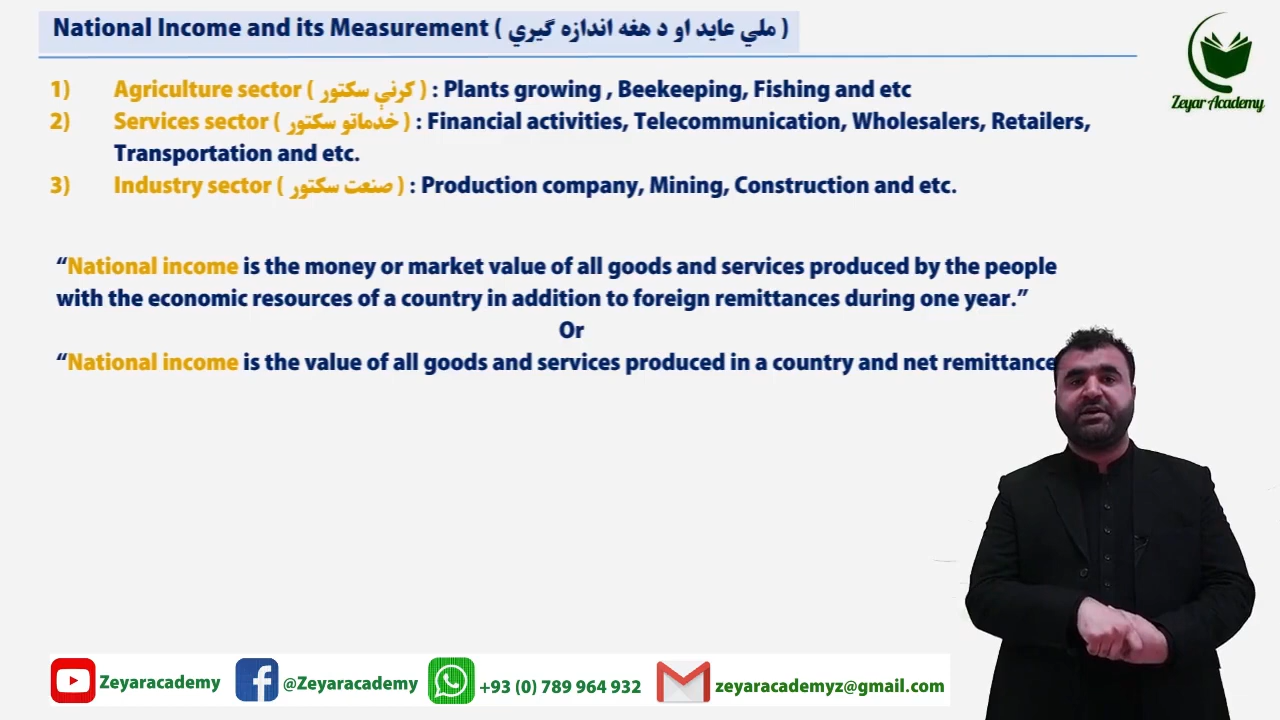 National Income and its Measurement ( ملي عايد او د هغه اندازه گيري )
Zeyar Academy
1) Agriculture sector ( کرنې سکتور ) : Plants growing , Beekeeping, Fishing and etc
2) Services sector ( خدماتو سکتور ) : Financial activities, Telecommunication, Wholesalers, Retailers,
Transportation and etc.
3) Industry sector ( صنعت سکتور ) : Production company, Mining, Construction and etc.
“National income is the money or market value of all goods and services produced by the people
with the economic resources of a country in addition to foreign remittances during one year.”
Or
“National income is the value of all goods and services produced in a country and net remittance
Zeyaracademy @Zeyaracademy +93 (0) 789 964 932 zeyaracademyz@gmail.com